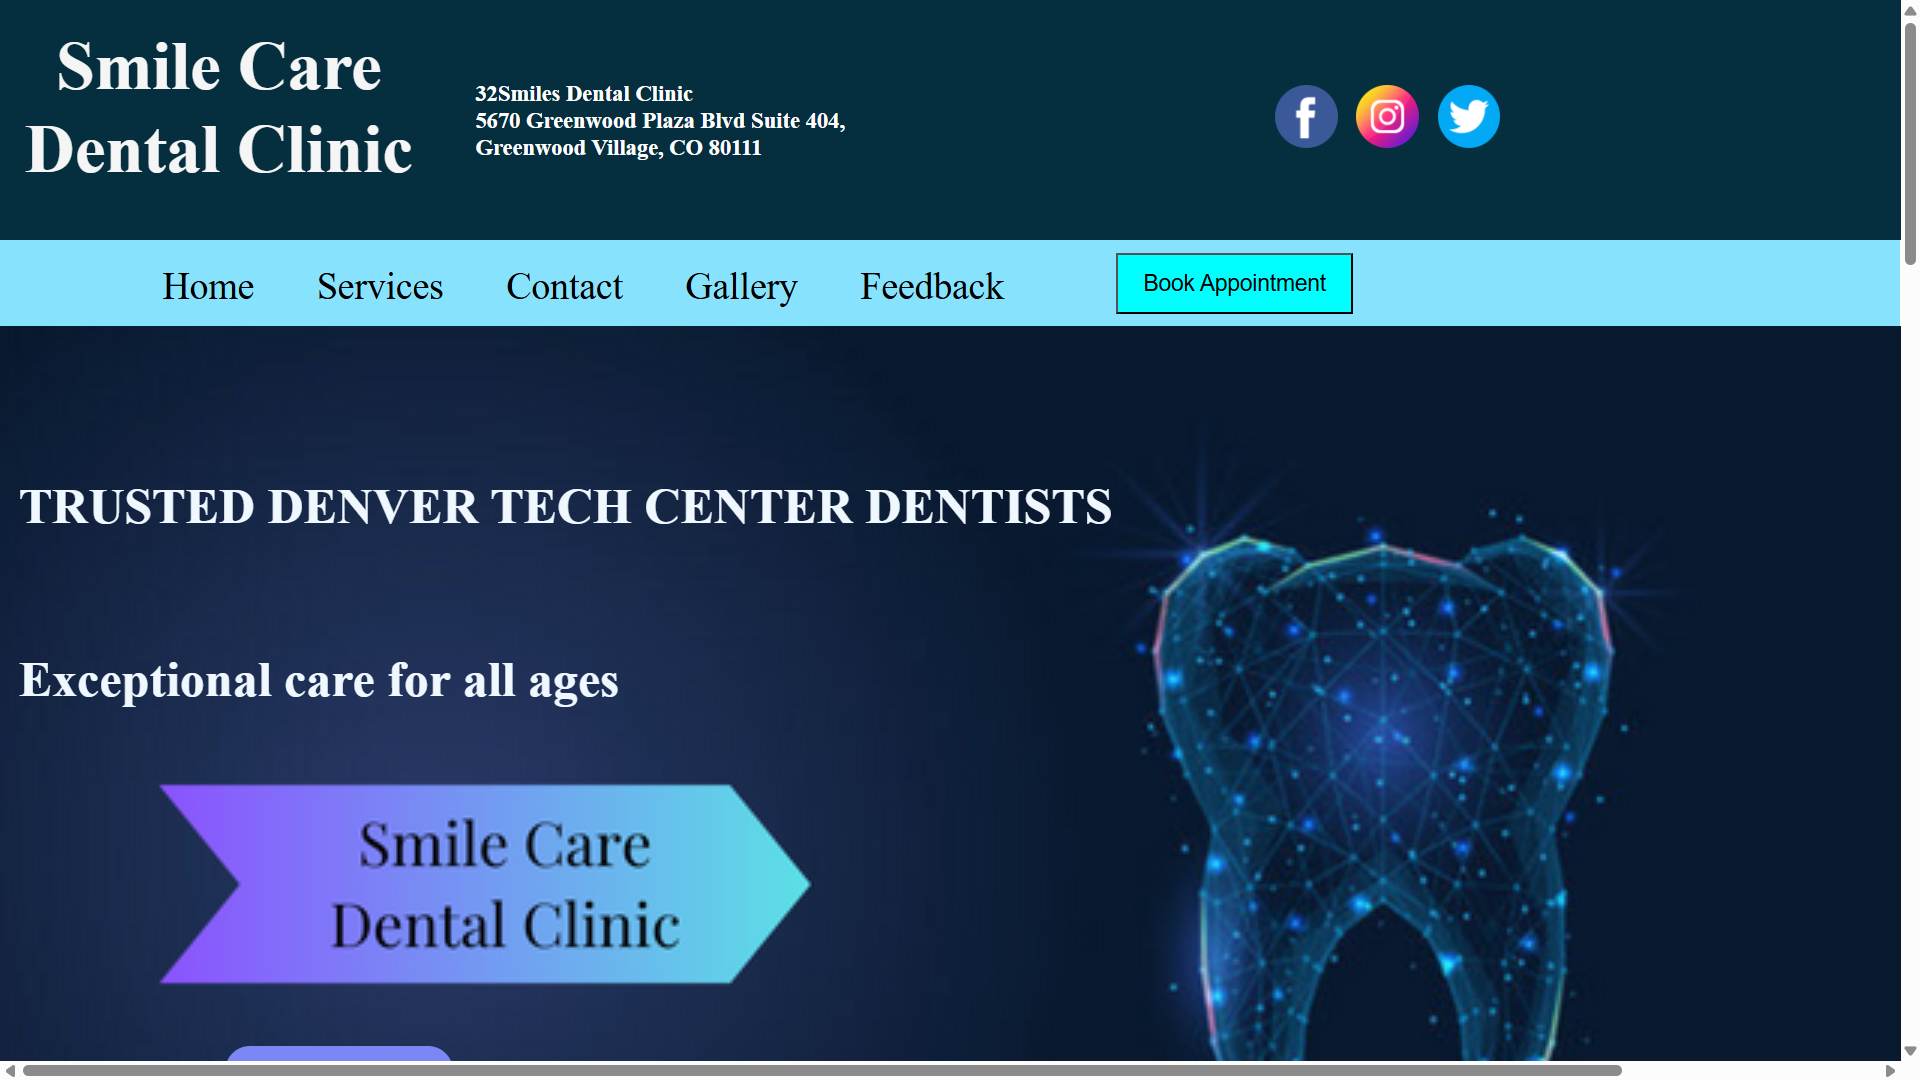 Smile Care
Dental Clinic
32Smiles Dental Clinic
5670 Greenwood Plaza Blvd Suite 404,
Greenwood Village, CO 80111
Home
Services
Contact
Gallery
Feedback
Book Appointment
TRUSTED DENVER TECH CENTER DENTISTS
Exceptional care for all ages
Smile Care
Dental Clinic